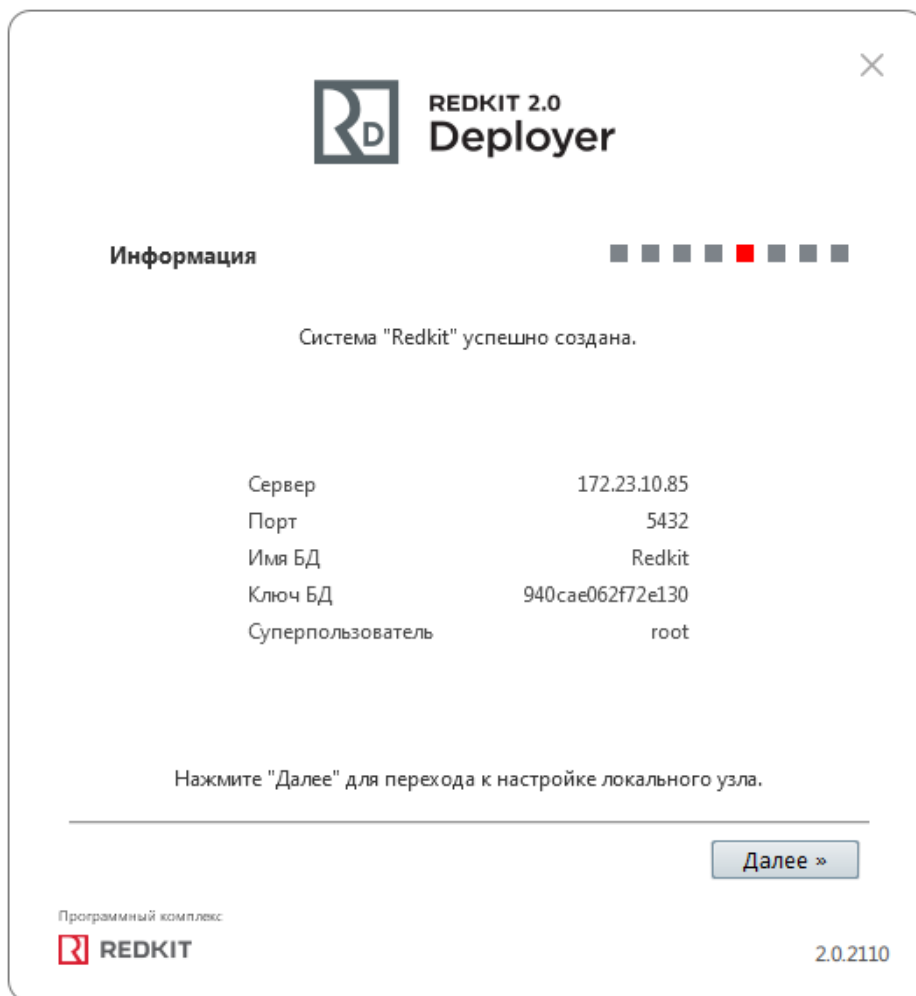 RD
REDKIT 2.0
Deployer
Информация
Система "Redkit" успешно создана.
Сервер 172.23.10.85
Порт 5432
Имя БД Redkit
Ключ БД 940cae062f72e130
Суперпользователь root
Нажмите "Далее" для перехода к настройке локального узла.
Далее »
Программный комплекс
REDKIT
2.0.2110